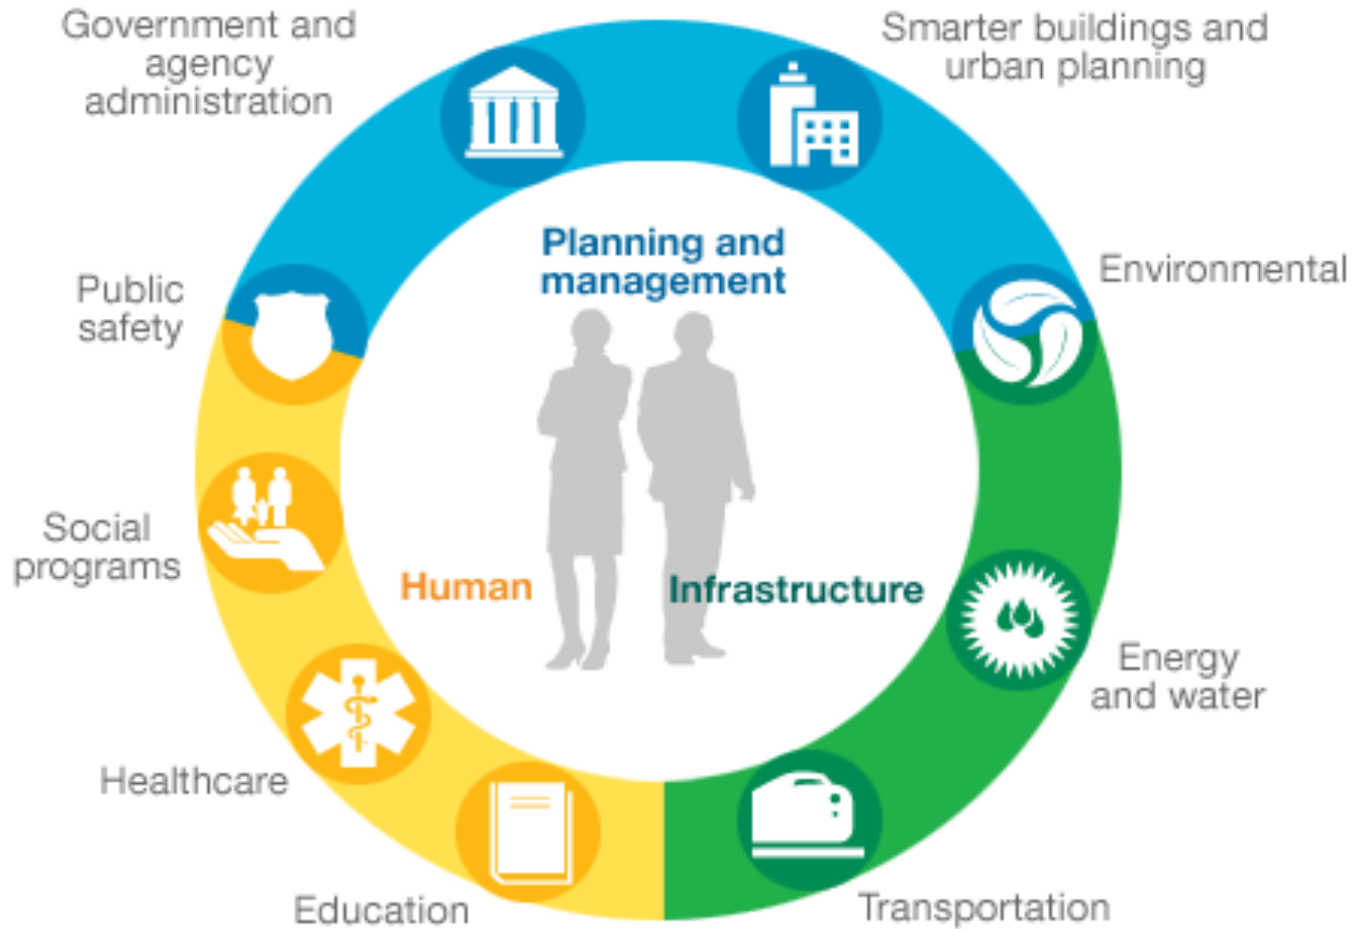 Government and
agency
administration
Smarter buildings and
urban planning
Planning and
management
Environmental
Public
safety
Social
programs
Human
Infrastructure
Energy
and water
Healthcare
Education
Transportation